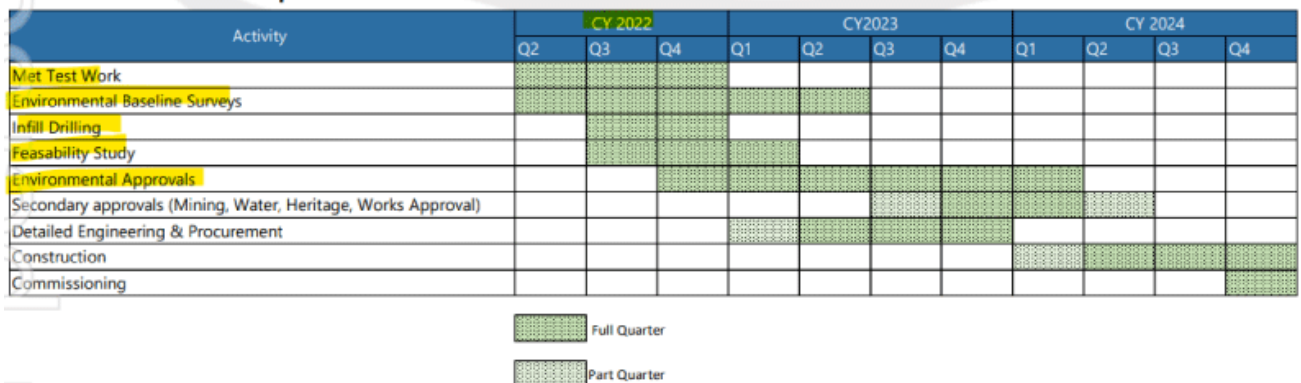 Activity CY 2022 CY2023 CY 2024
Q2 Q3 Q4 Q1 Q2 Q3 Q4 Q1 Q2 Q3 Q4
Met Test Work
Environmental Baseline Surveys
Infill Drilling
Feasability Study
Environmental Approvals
Secondary approvals (Mining, Water, Heritage, Works Approval)
Detailed Engineering & Procurement
Construction
Commissioning
Full Quarter
Part Quarter